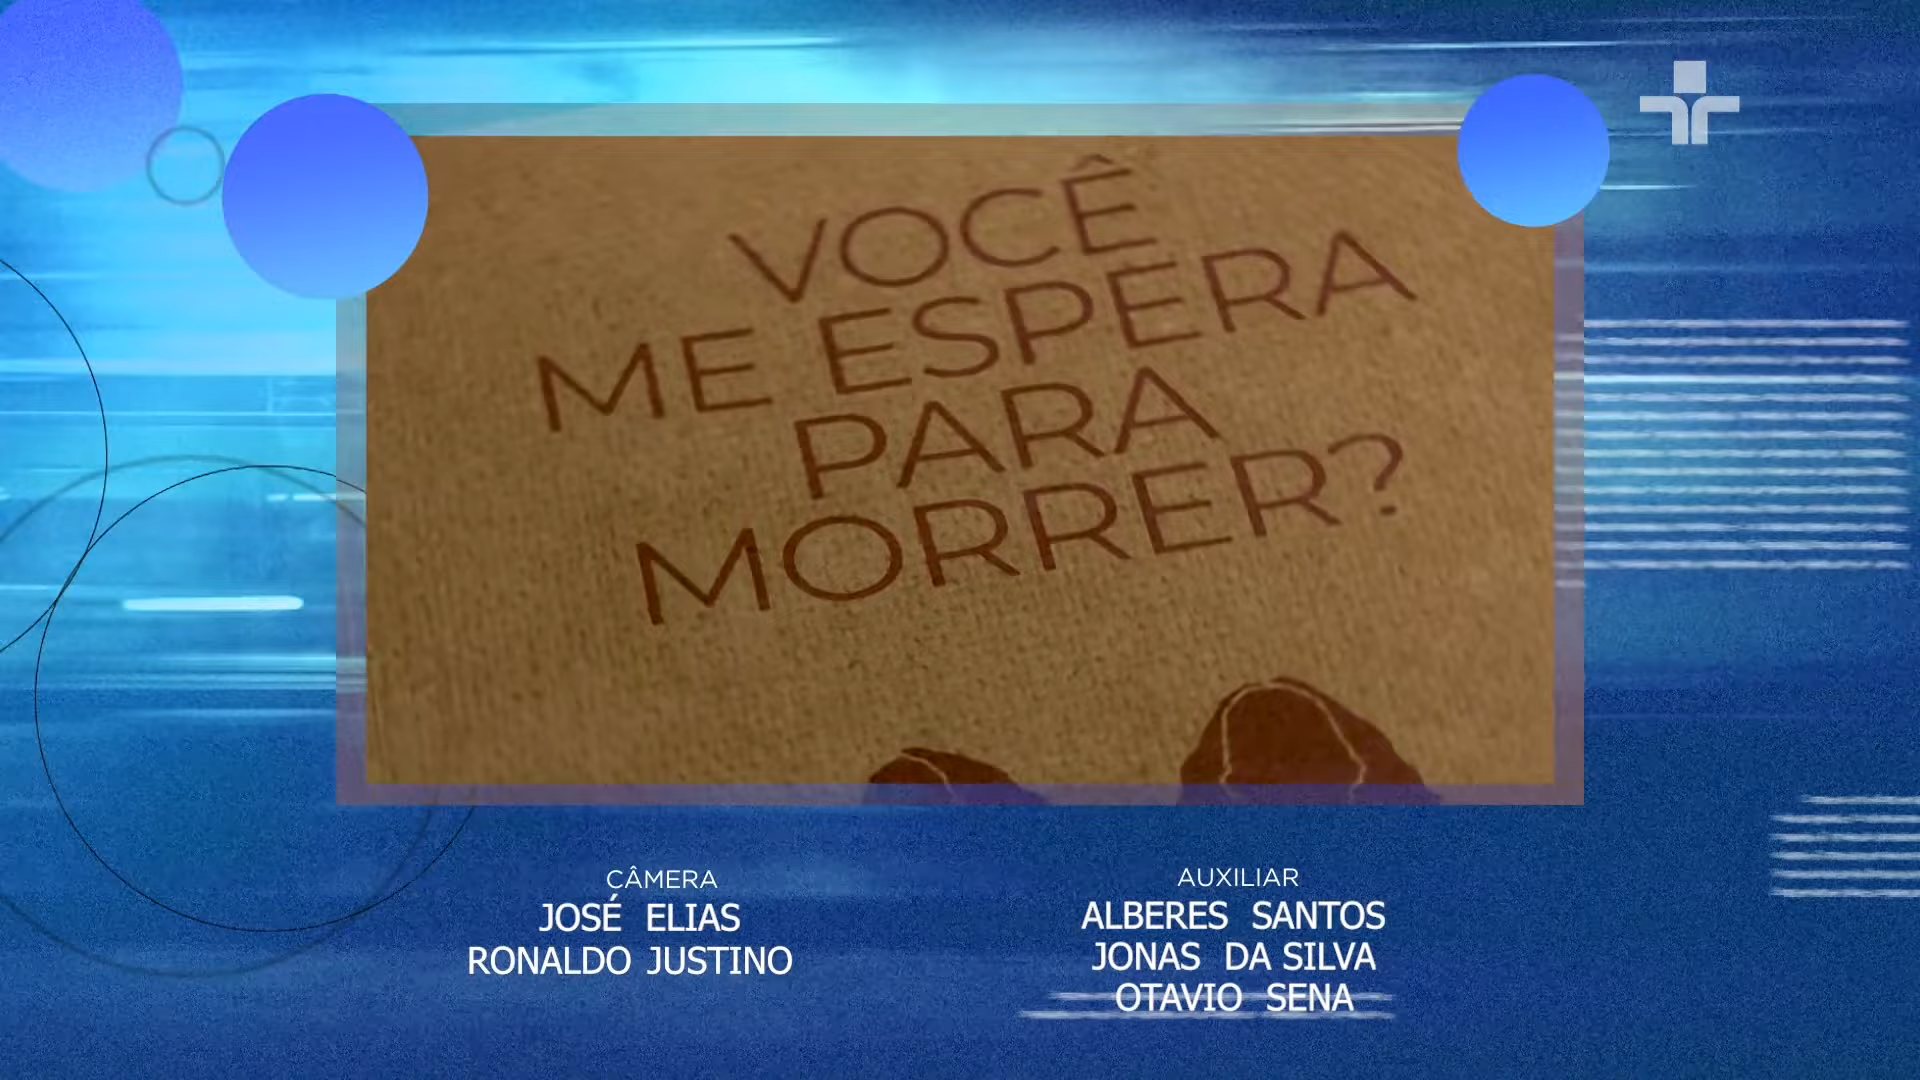 VOCÊ
ME ESPERA
PARA
MORRER?
CÂMERA
JOSÉ ELIAS
RONALDO JUSTINO
AUXILIAR
ALBERES SANTOS
JONAS DA SILVA
OTAVIO SENA